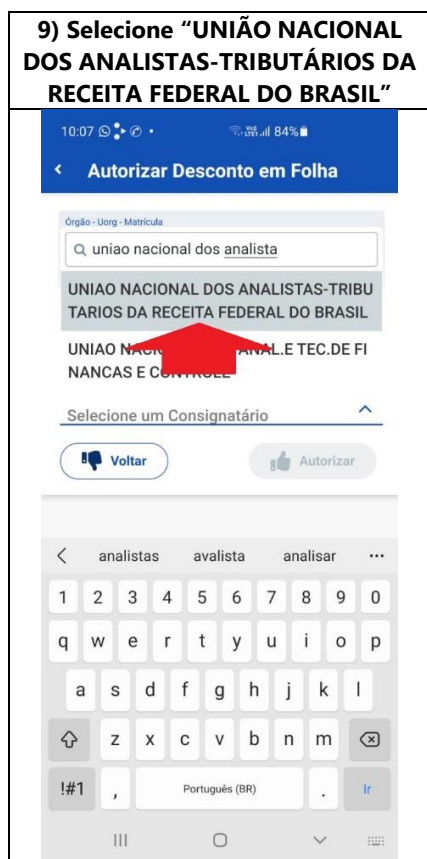 9) Selecione “UNIÃO NACIONAL
DOS ANALISTAS-TRIBUTÁRIOS DA
RECEITA FEDERAL DO BRASIL”
10:07 84%
Autorizar Desconto em Folha
Órgão - Uorg - Matrícula
uniao nacional dos analista
UNIAO NACIONAL DOS ANALISTAS-TRIBU
TARIOS DA RECEITA FEDERAL DO BRASIL
UNIAO ANAL.E TEC.DE FI
NANCAS E CONTROLE
Selecione um Consignatário
Voltar Autorizar
analistas avalista analisar ...
1 2 3 4 5 6 7 8 9 0
q w e r t y u i o p
a s d f g h j k l
z x c v b n m
!#1 , Português (BR) . Ir